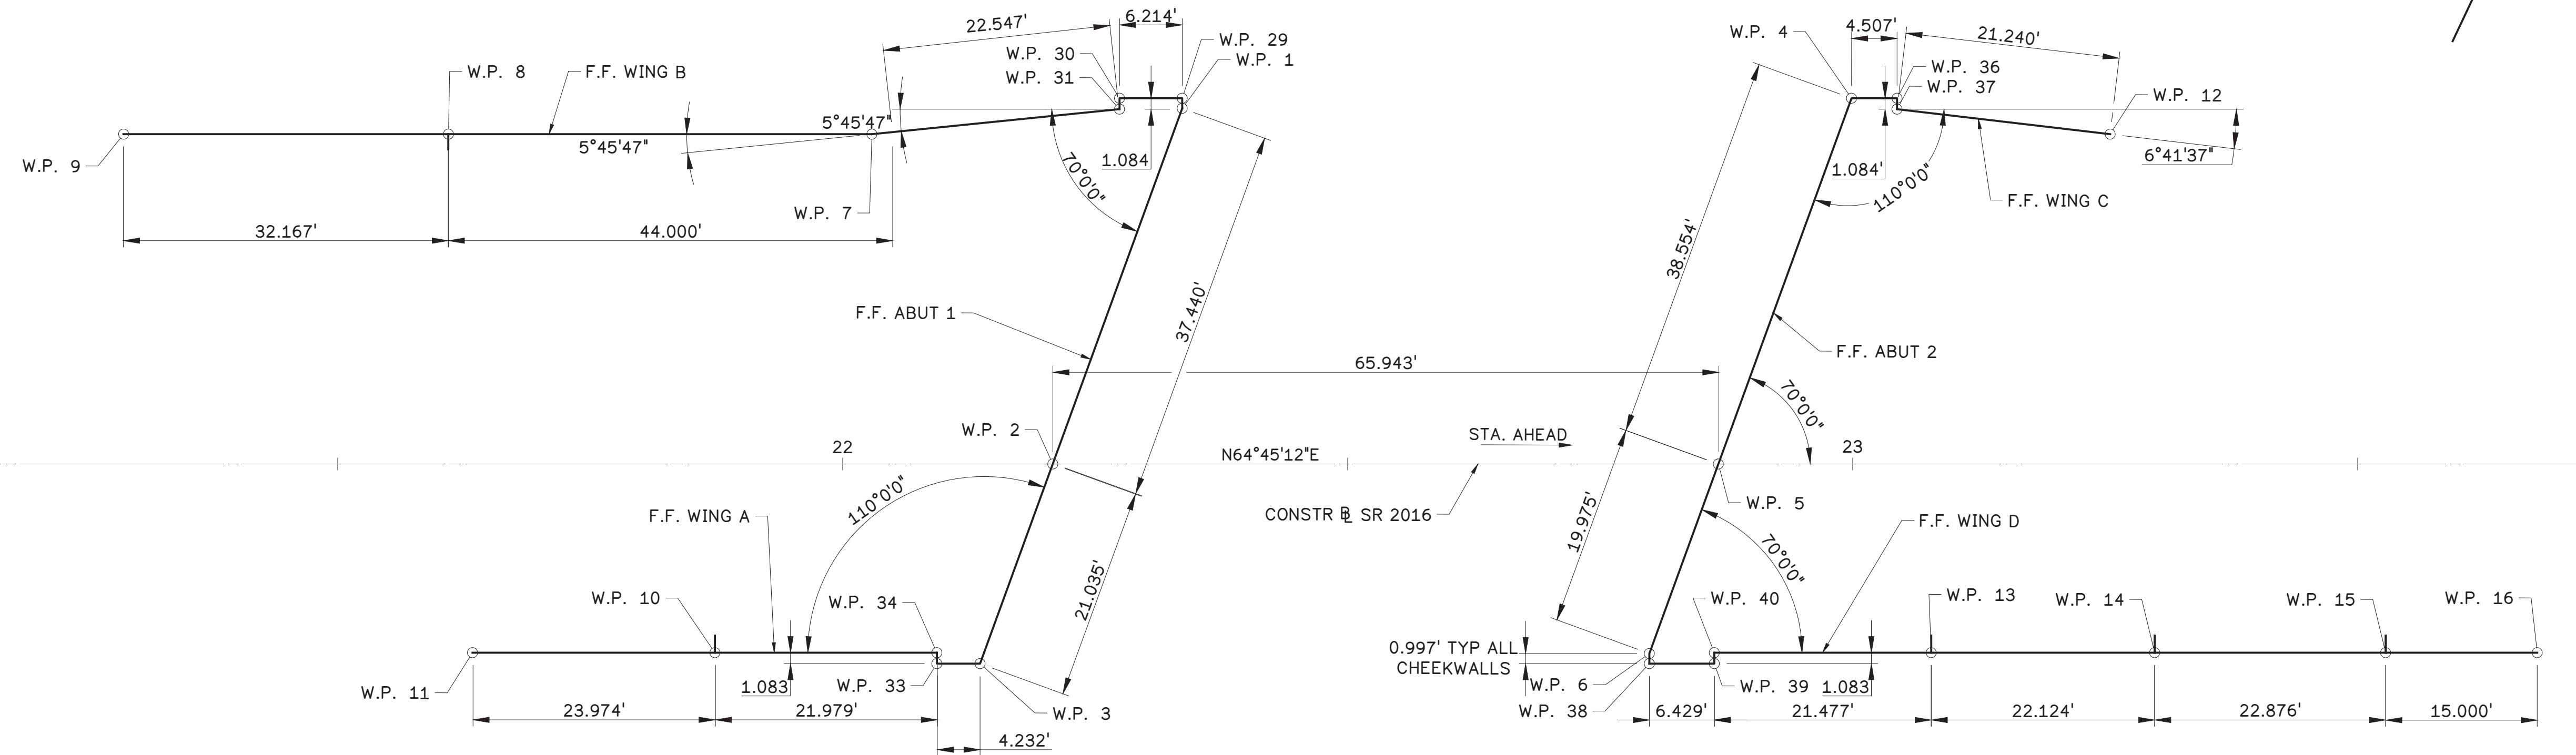 22.547'
6.214'
W.P. 29
W.P. 1
W.P. 30
W.P. 31
W.P. 8
F.F. WING B
5°45'47"
5°45'47"
W.P. 9
W.P. 7
32.167'
44.000'
1.084
70°0'0"
37.440'
F.F. ABUT 1
W.P. 4
4.507'
21.240'
W.P. 36
W.P. 37
W.P. 12
1.084'
110°0'0"
6°41'37"
F.F. WING C
38.554'
F.F. ABUT 2
65.943'
70°0'0"
W.P. 2
22
N64°45'12"E
STA. AHEAD
23
W.P. 5
CONSTR BL SR 2016
110°0'0"
F.F. WING A
21.035'
19.975'
70°0'0"
F.F. WING D
W.P. 10
W.P. 34
W.P. 11
1.083
W.P. 33
W.P. 3
23.974'
21.979'
4.232'
0.997' TYP ALL
CHEEKWALLS
W.P. 6
W.P. 38
W.P. 40
W.P. 39
1.083
W.P. 13
W.P. 14
W.P. 15
W.P. 16
6.429'
21.477'
22.124'
22.876'
15.000'